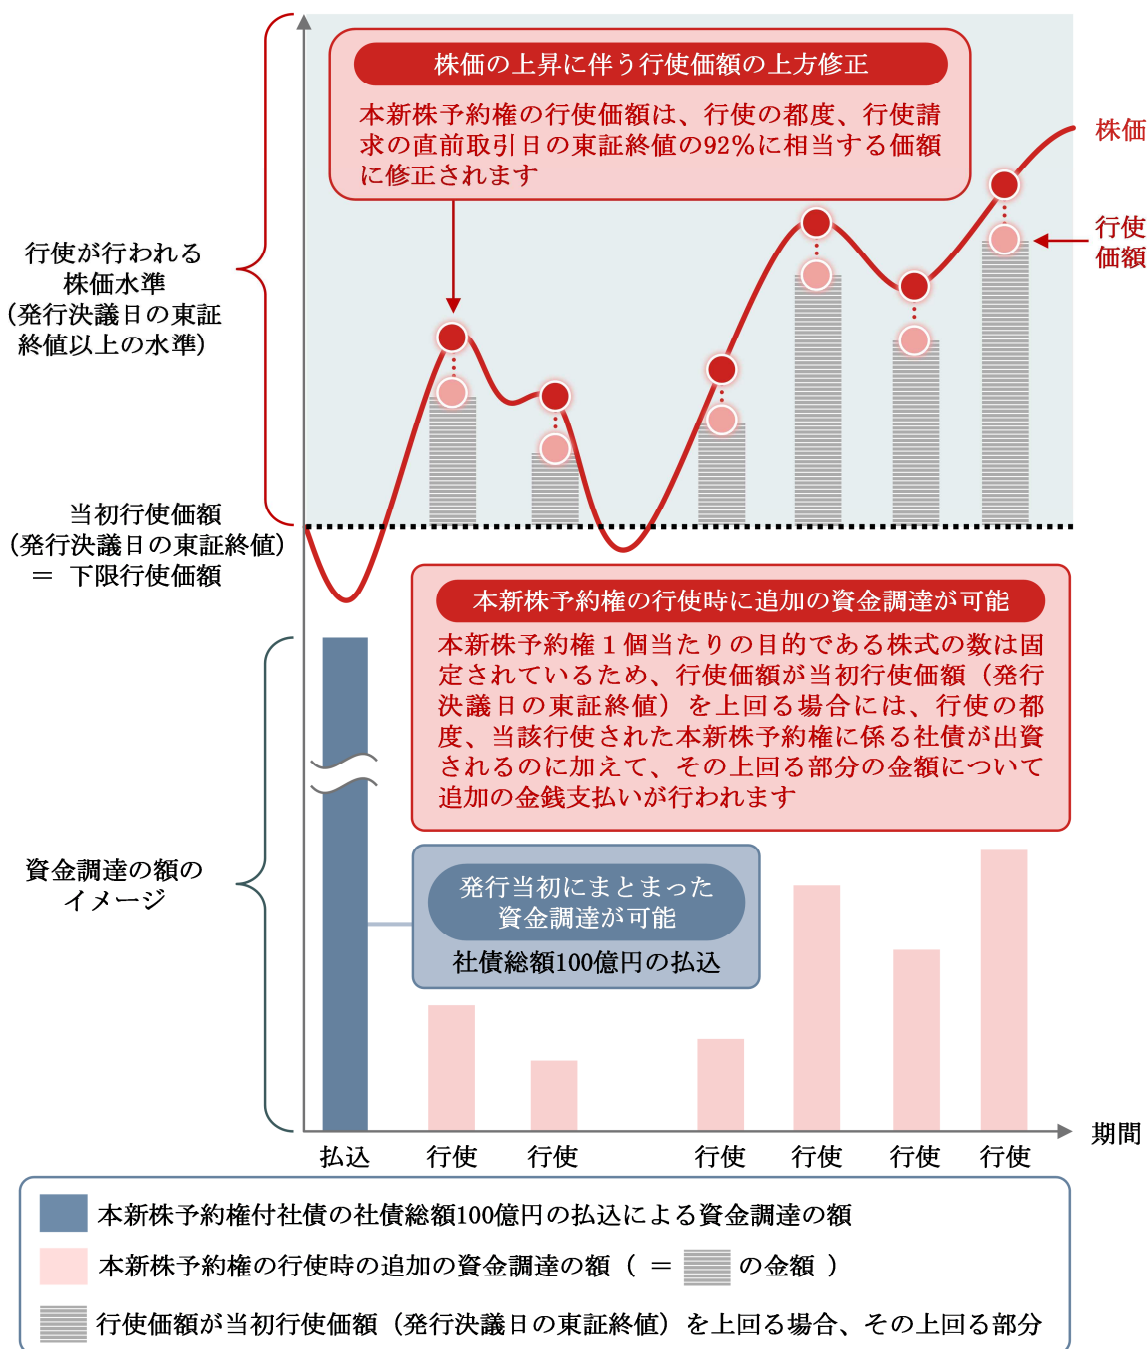 株価の上昇に伴う行使価額の上方修正
本新株予約権の行使価額は、行使の都度、行使請
求の直前取引日の東証終値の92%に相当する価額
に修正されます
株価
行使
価額
行使が行われる
株価水準
(発行決議日の東証
終値以上の水準)
当初行使価額
(発行決議日の東証終値)
= 下限行使価額
本新株予約権の行使時に追加の資金調達が可能
本新株予約権1個当たりの目的である株式の数は固
定されているため、行使価額が当初行使価額(発行
決議日の東証終値)を上回る場合には、行使の都
度、当該行使された本新株予約権に係る社債が出資
されるのに加えて、その上回る部分の金額について
追加の金銭支払いが行われます
資金調達の額の
イメージ
発行当初にまとまった
資金調達が可能
社債総額100億円の払込
期間
払込 行使 行使 行使 行使 行使 行使
本新株予約権付社債の社債総額100億円の払込による資金調達の額
本新株予約権の行使時の追加の資金調達の額( = の金額 )
行使価額が当初行使価額(発行決議日の東証終値)を上回る場合、その上回る部分